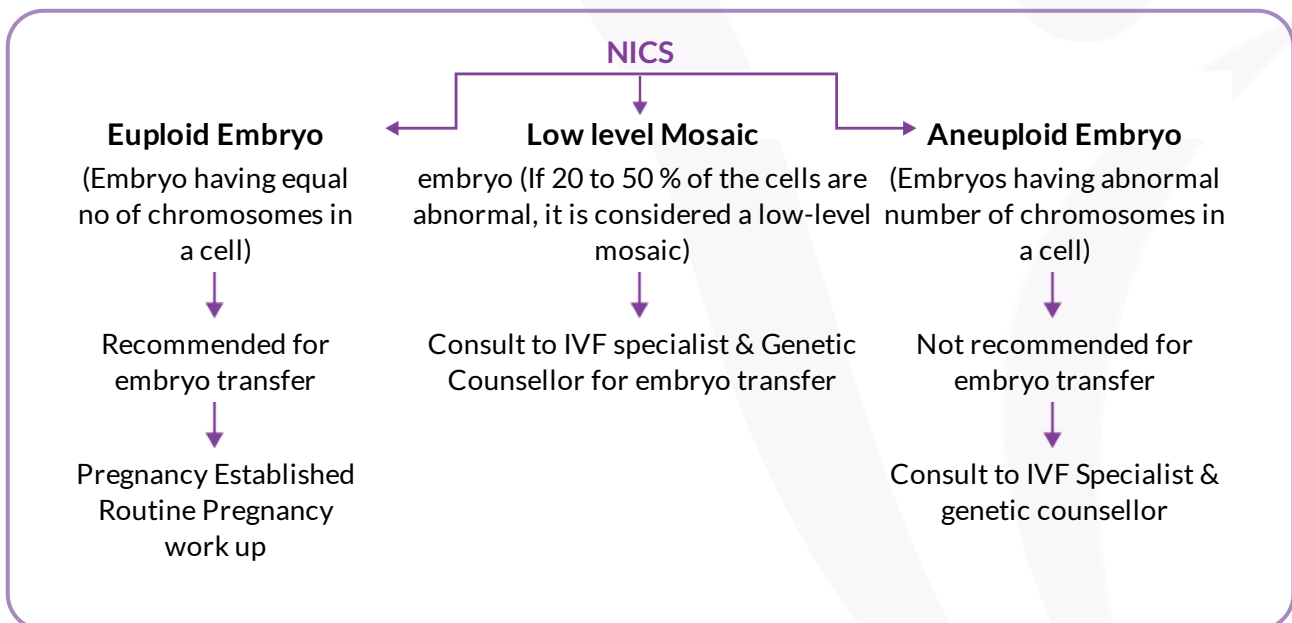 NICS
Euploid Embryo
(Embryo having equal
no of chromosomes in
a cell)
Recommended for
embryo transfer
Pregnancy Established
Routine Pregnancy
work up
Low level Mosaic
embryo (If 20 to 50 % of the cells are
abnormal, it is considered a low-level
mosaic)
Consult to IVF specialist & Genetic
Counsellor for embryo transfer
Aneuploid Embryo
(Embryos having abnormal
number of chromosomes in
a cell)
Not recommended for
embryo transfer
Consult to IVF Specialist &
genetic counsellor